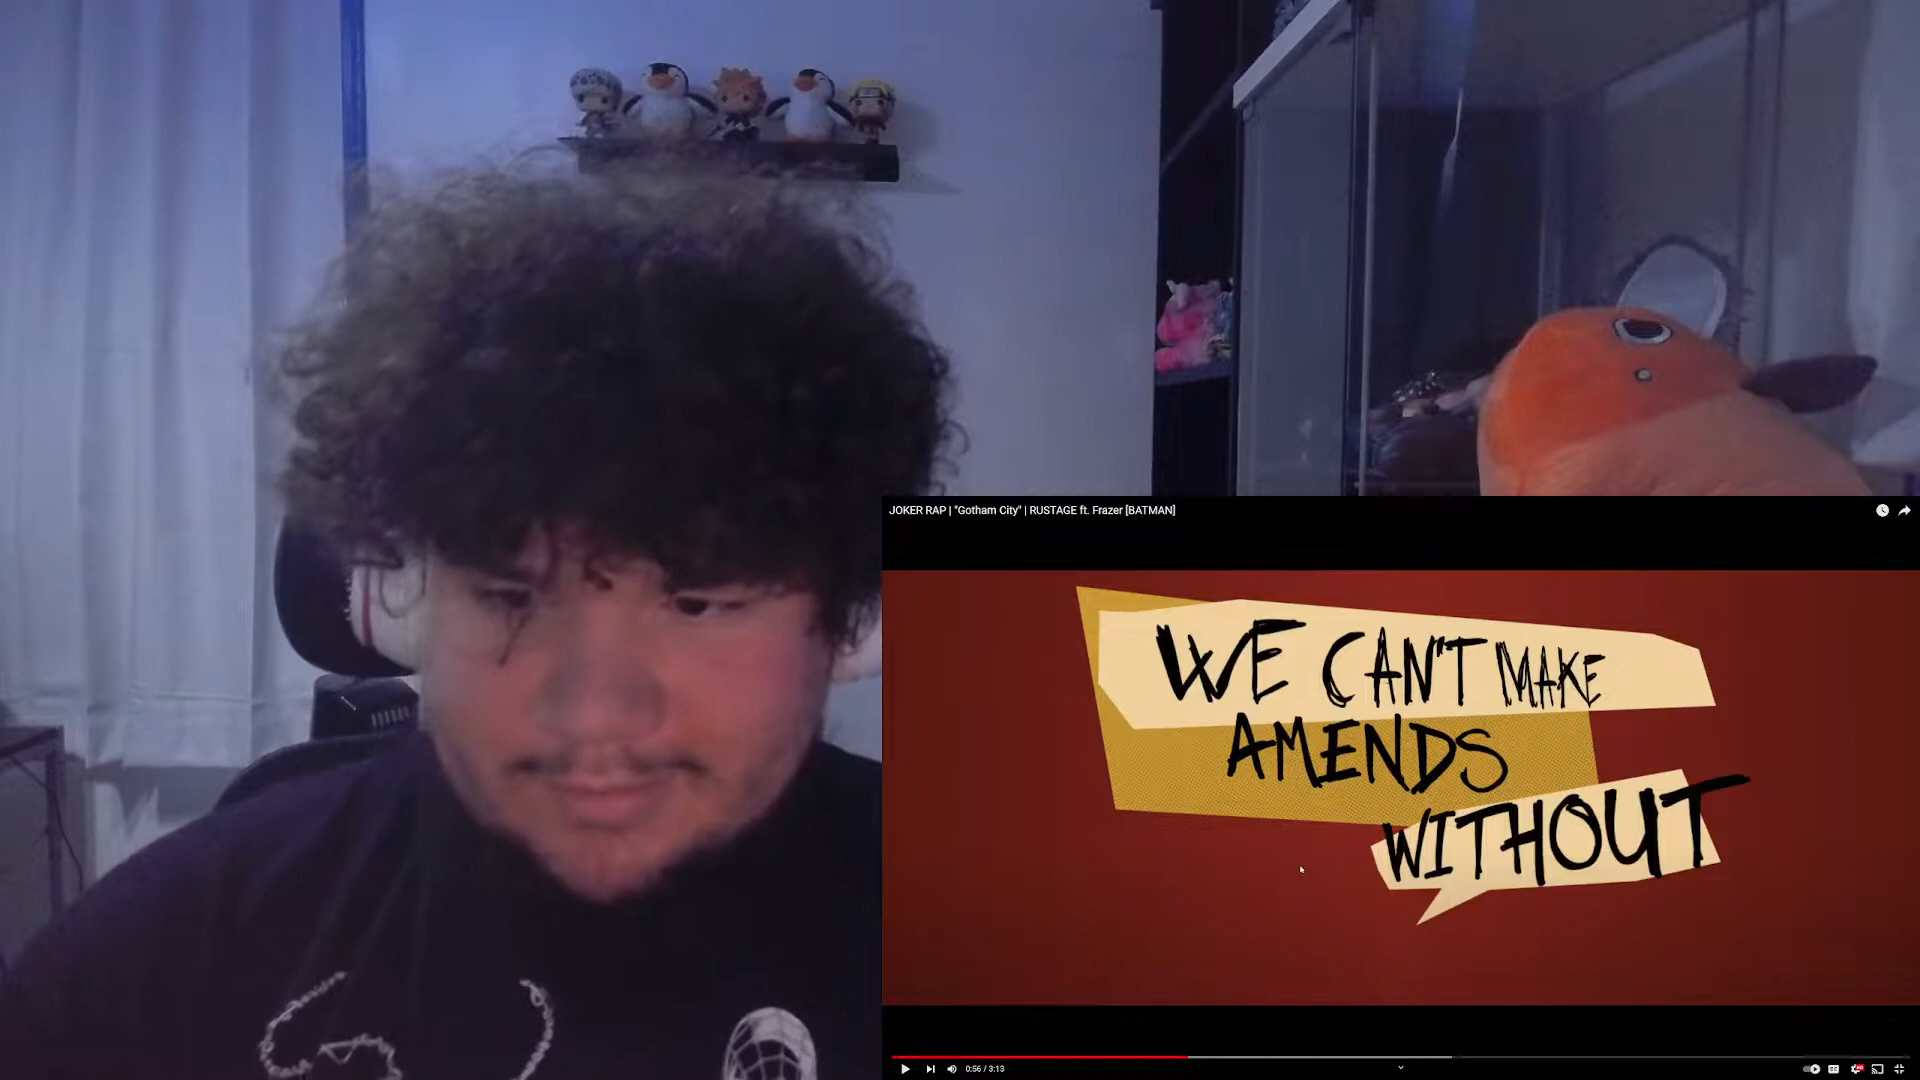 JOKER RAP | "Gotham City" | RUSTAGE ft. Frazer [BATMAN]
WE CAN'T MAKE
AMENDS
WITHOUT
0:56 / 3:13